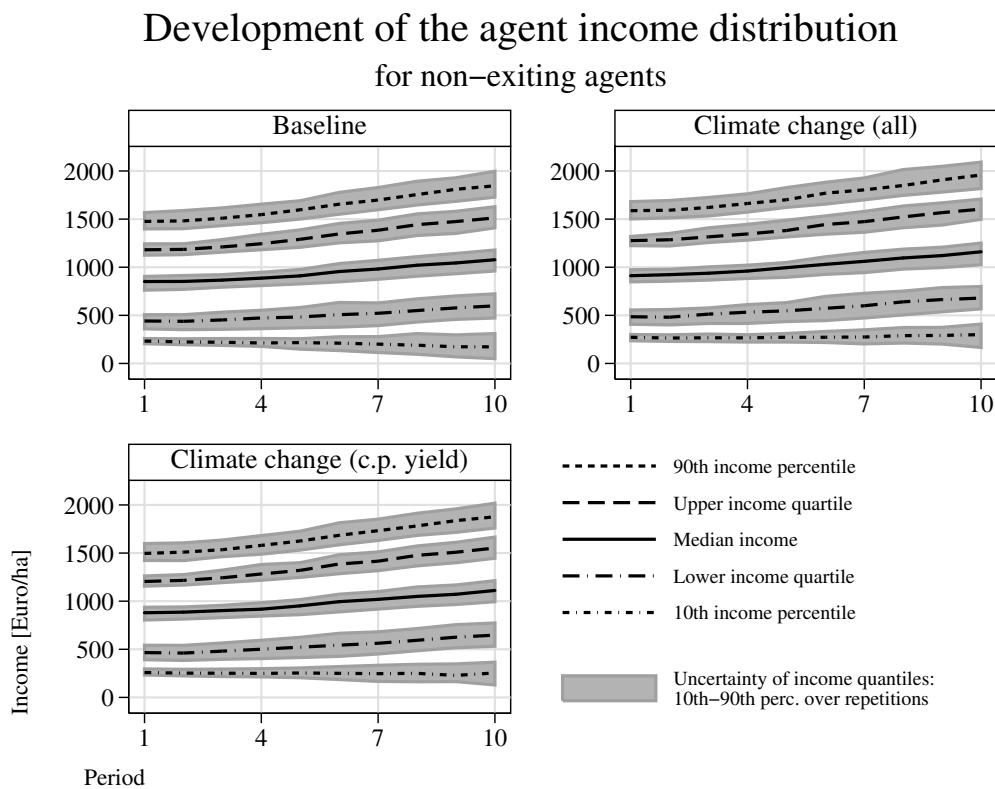 Development of the agent income distribution
for non−exiting agents
Baseline
Climate change (all)
2000
1500
1000
500
0
1 4 7 10
2000
1500
1000
500
0
1 4 7 10
Climate change (c.p. yield)
2000
1500
1000
500
0
1 4 7 10
Income [Euro/ha]
Period
90th income percentile
Upper income quartile
Median income
Lower income quartile
10th income percentile
Uncertainty of income quantiles:
10th−90th perc. over repetitions